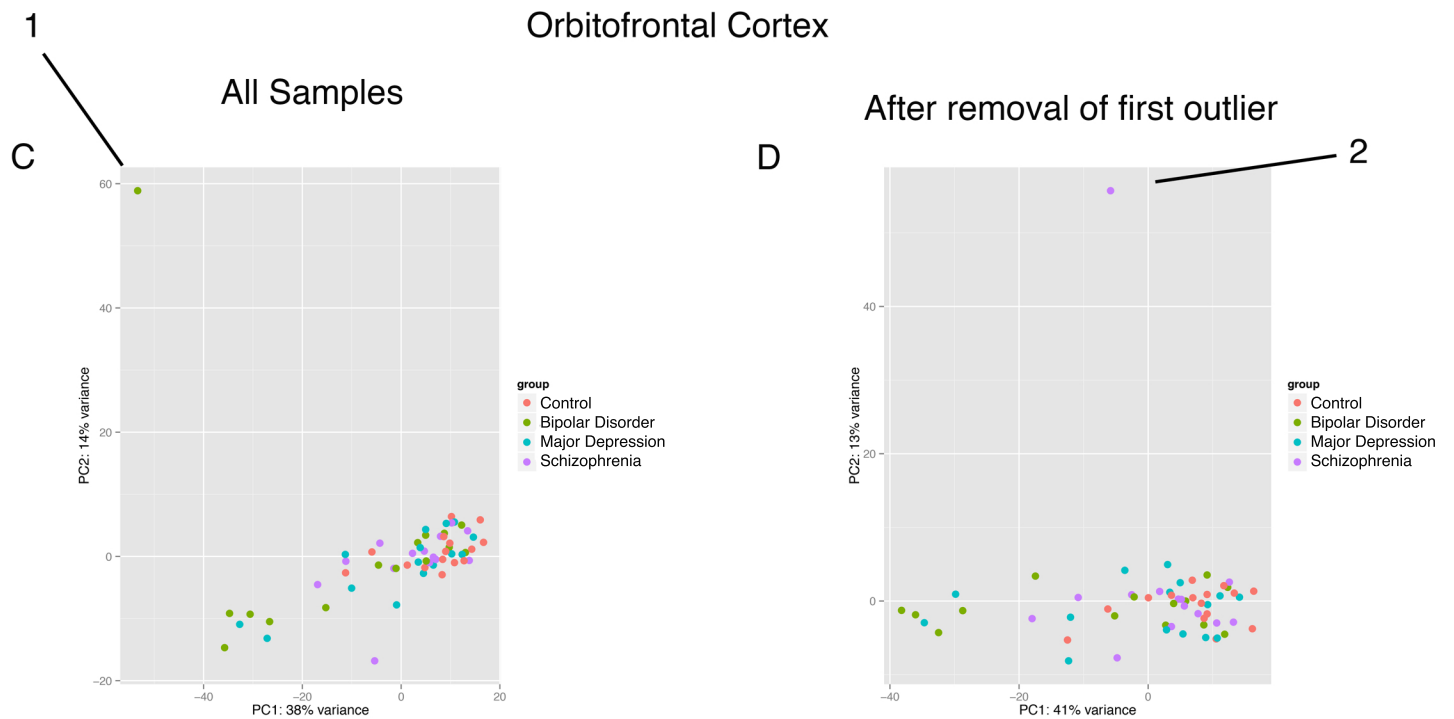 1
Orbitofrontal Cortex
All Samples
After removal of first outlier
C
D
2
60
40
20
0
−20
−40
−20
0
20
PC1: 38% variance
PC2: 14% variance
group
Control
Bipolar Disorder
Major Depression
Schizophrenia
40
20
0
−40
−20
0
PC1: 41% variance
PC2: 13% variance
group
Control
Bipolar Disorder
Major Depression
Schizophrenia